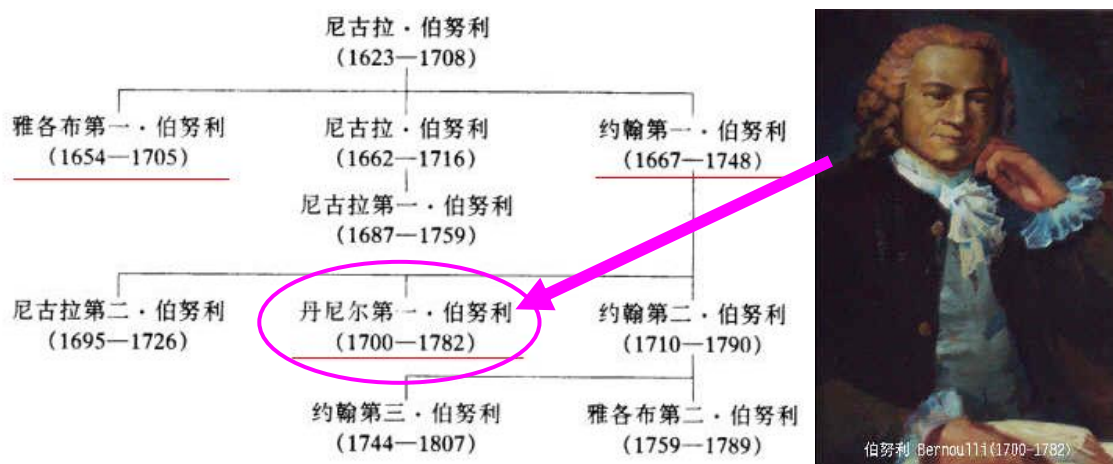 尼古拉·伯努利
(1623—1708)
雅各布第一·伯努利
(1654—1705)
尼古拉·伯努利
(1662—1716)
约翰第一·伯努利
(1667—1748)
尼古拉第一·伯努利
(1687—1759)
尼古拉第二·伯努利
(1695—1726)
丹尼尔第一·伯努利
(1700—1782)
约翰第二·伯努利
(1710—1790)
约翰第三·伯努利
(1744—1807)
雅各布第二·伯努利
(1759—1789)
伯努利 Bernoulli(1700-1782)